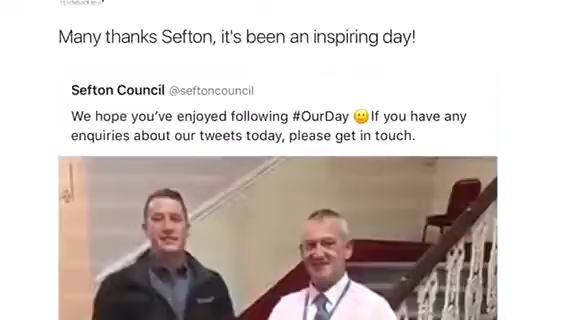 Many thanks Sefton, it's been an inspiring day!
Sefton Council @seftoncouncil
We hope you've enjoyed following #OurDay 🙂 If you have any
enquiries about our tweets today, please get in touch.